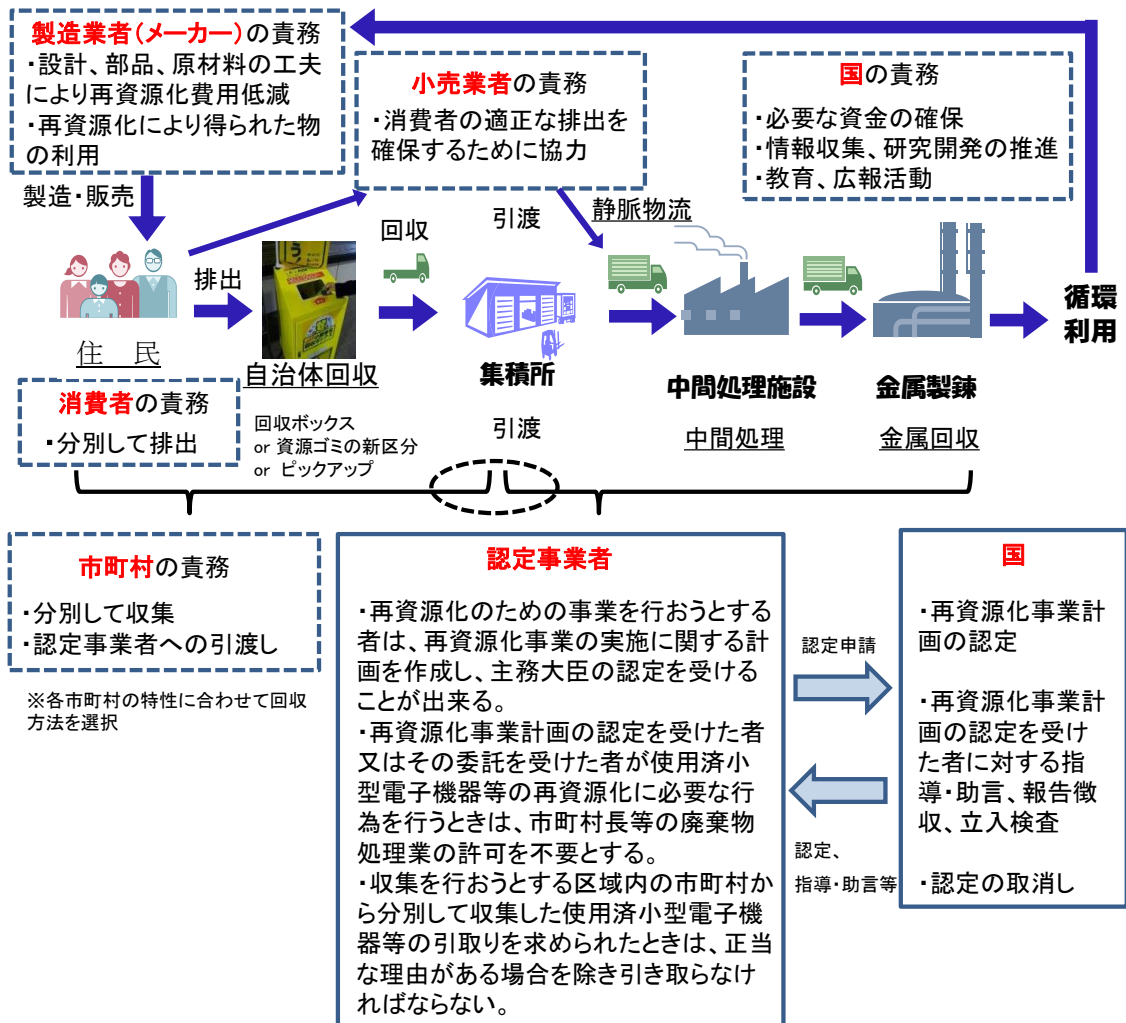 製造業者(メーカー)の責務
・設計、部品、原材料の工夫
により再資源化費用低減
・再資源化により得られた物
の利用
小売業者の責務
・消費者の適正な排出を
確保するために協力
国の責務
・必要な資金の確保
・情報収集、研究開発の推進
・教育、広報活動
製造・販売
回収
引渡
静脈物流
排出
循環
利用
住 民
自治体回収
集積所
中間処理施設
金属製錬
消費者の責務
・分別して排出
回収ボックス
or 資源ゴミの新区分
or ピックアップ
引渡
中間処理
金属回収
市町村の責務
・分別して収集
・認定事業者への引渡し
※各市町村の特性に合わせて回収
方法を選択
認定事業者
・再資源化のための事業を行おうとする
者は、再資源化事業の実施に関する計
画を作成し、主務大臣の認定を受ける
ことが出来る。
・再資源化事業計画の認定を受けた者
又はその委託を受けた者が使用済小
型電子機器等の再資源化に必要な行
為を行うときは、市町村長等の廃棄物
処理業の許可を不要とする。
・収集を行おうとする区域内の市町村か
ら分別して収集した使用済小型電子機
器等の引取りを求められたときは、正当
な理由がある場合を除き引き取らなけ
ればならない。
認定申請
認定、
指導・助言等
国
・再資源化事業計
画の認定
・再資源化事業計
画の認定を受け
た者に対する指
導・助言、報告徴
収、立入検査
・認定の取消し